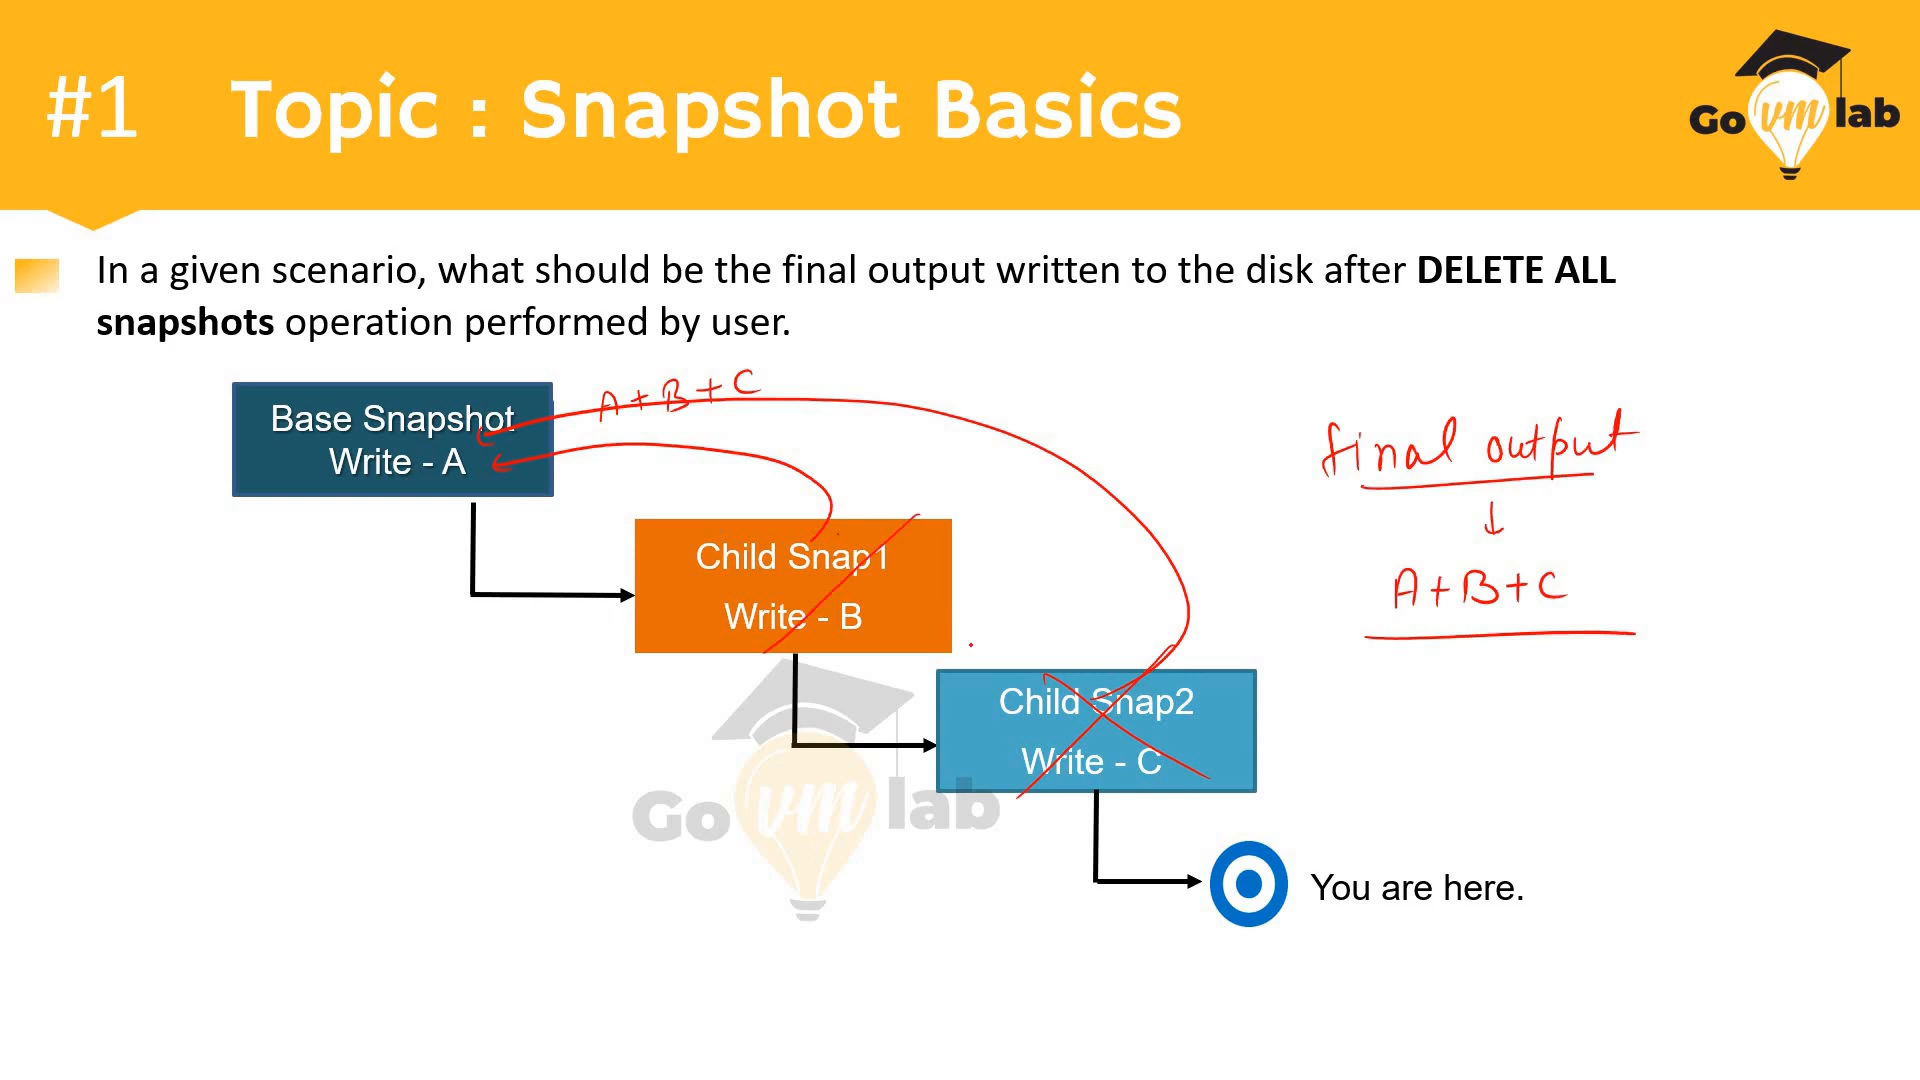 #1 Topic : Snapshot Basics
Go vm lab
In a given scenario, what should be the final output written to the disk after DELETE ALL
snapshots operation performed by user.
A+B+C
Base Snapshot
Write - A
final output
↓
A+B+C
Child Snap1
Write - B
Child Snap2
Write - C
Go vm lab
You are here.